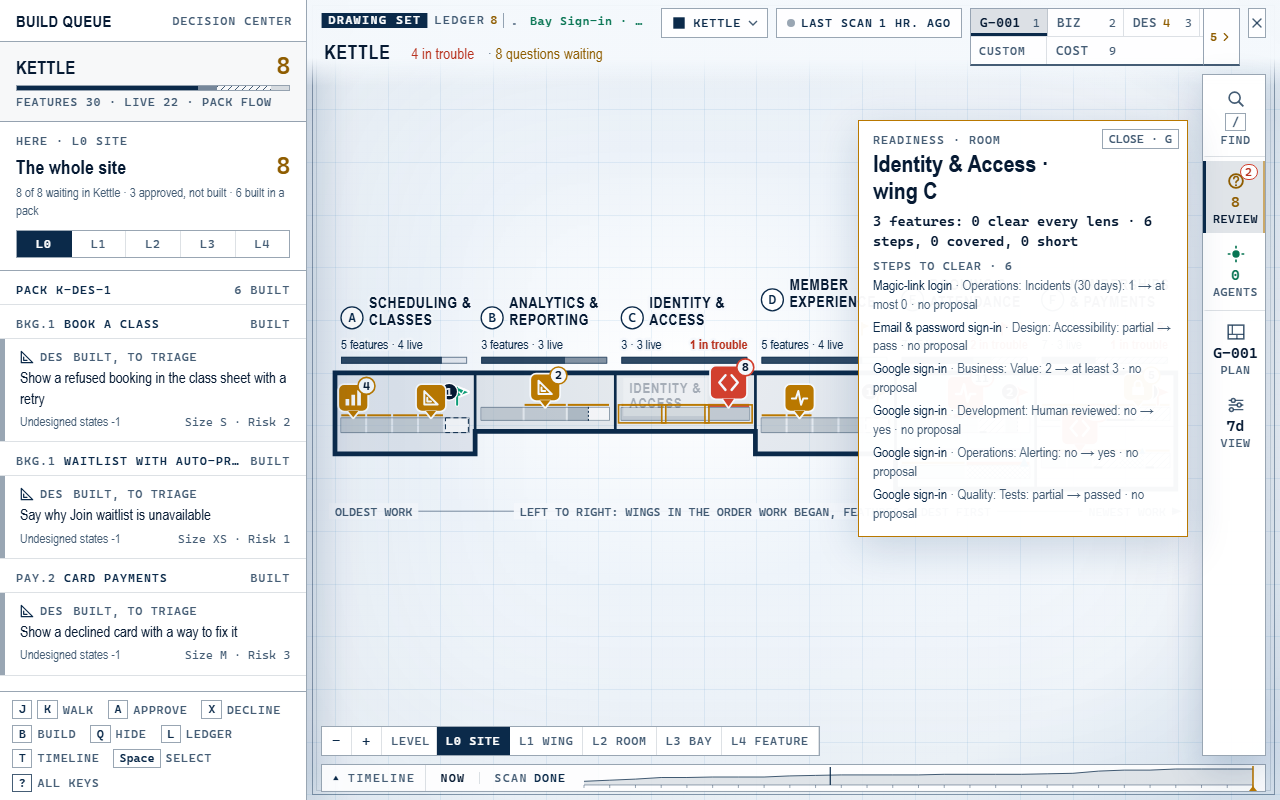 BUILD QUEUE
DECISION CENTER
KETTLE
8
FEATURES 30 · LIVE 22 · PACK FLOW
HERE · L0 SITE
The whole site
8
8 of 8 waiting in Kettle · 3 approved, not built · 6 built in a
pack
L0 L1 L2 L3 L4
PACK K-DES-1
6 BUILT
BKG.1 BOOK A CLASS
BUILT
DES BUILT, TO TRIAGE
Show a refused booking in the class sheet with a
retry
Undesigned states -1
Size S · Risk 2
BKG.1 WAITLIST WITH AUTO-PR…
BUILT
DES BUILT, TO TRIAGE
Say why Join waitlist is unavailable
Undesigned states -1
Size XS · Risk 1
PAY.2 CARD PAYMENTS
BUILT
DES BUILT, TO TRIAGE
Show a declined card with a way to fix it
Undesigned states -1
Size M · Risk 3
J K WALK A APPROVE X DECLINE
B BUILD Q HIDE L LEDGER
T TIMELINE Space SELECT
? ALL KEYS
DRAWING SET LEDGER 8 . Bay Sign-in · …
KETTLE
LAST SCAN 1 HR. AGO
G-001 1 BIZ 2 DES 4 3
CUSTOM COST 9
5 >
KETTLE 4 in trouble · 8 questions waiting
A SCHEDULING &
CLASSES
5 features · 4 live
B ANALYTICS &
REPORTING
3 features · 3 live
C IDENTITY &
ACCESS
3 · 3 live
1 in trouble
D MEMBER
EXPERIEN
5 features · 4 live
4
1
2
8
IDENTITY &
ACCESS
OLDEST WORK
LEFT TO RIGHT: WINGS IN THE ORDER WORK BEGAN, FE
READINESS · ROOM
CLOSE · G
Identity & Access ·
wing C
3 features: 0 clear every lens · 6
steps, 0 covered, 0 short
STEPS TO CLEAR · 6
Magic-link login · Operations: Incidents (30 days): 1 → at
most 0 · no proposal
Email & password sign-in · Design: Accessibility: partial →
pass · no proposal
Google sign-in · Business: Value: 2 → at least 3 · no
proposal
Google sign-in · Development: Human reviewed: no →
yes · no proposal
Google sign-in · Operations: Alerting: no → yes · no
proposal
Google sign-in · Quality: Tests: partial → passed · no
proposal
/
FIND
2
8
REVIEW
0
AGENTS
G-001
PLAN
7d
VIEW
− + LEVEL L0 SITE L1 WING L2 ROOM L3 BAY L4 FEATURE
TIMELINE NOW SCAN DONE